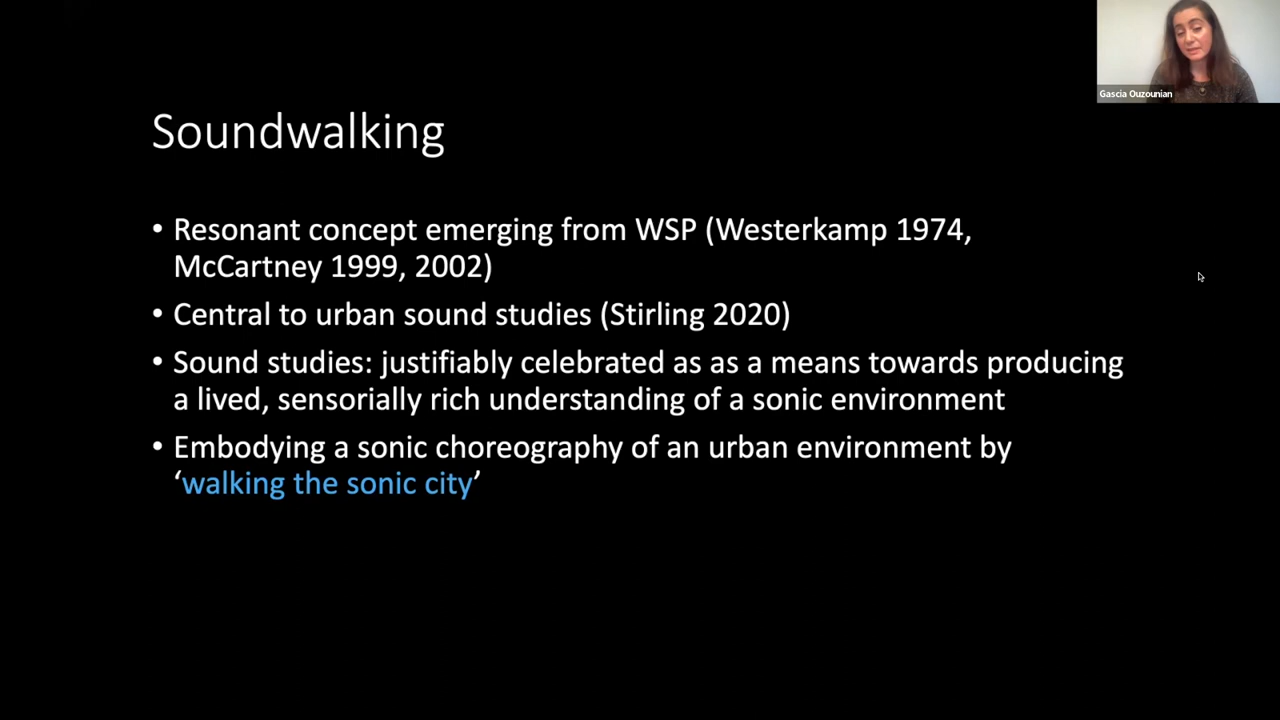 Gascia Ouzounian
Soundwalking
• Resonant concept emerging from WSP (Westerkamp 1974,
McCartney 1999, 2002)
• Central to urban sound studies (Stirling 2020)
• Sound studies: justifiably celebrated as as a means towards producing
a lived, sensorially rich understanding of a sonic environment
• Embodying a sonic choreography of an urban environment by
‘walking the sonic city’